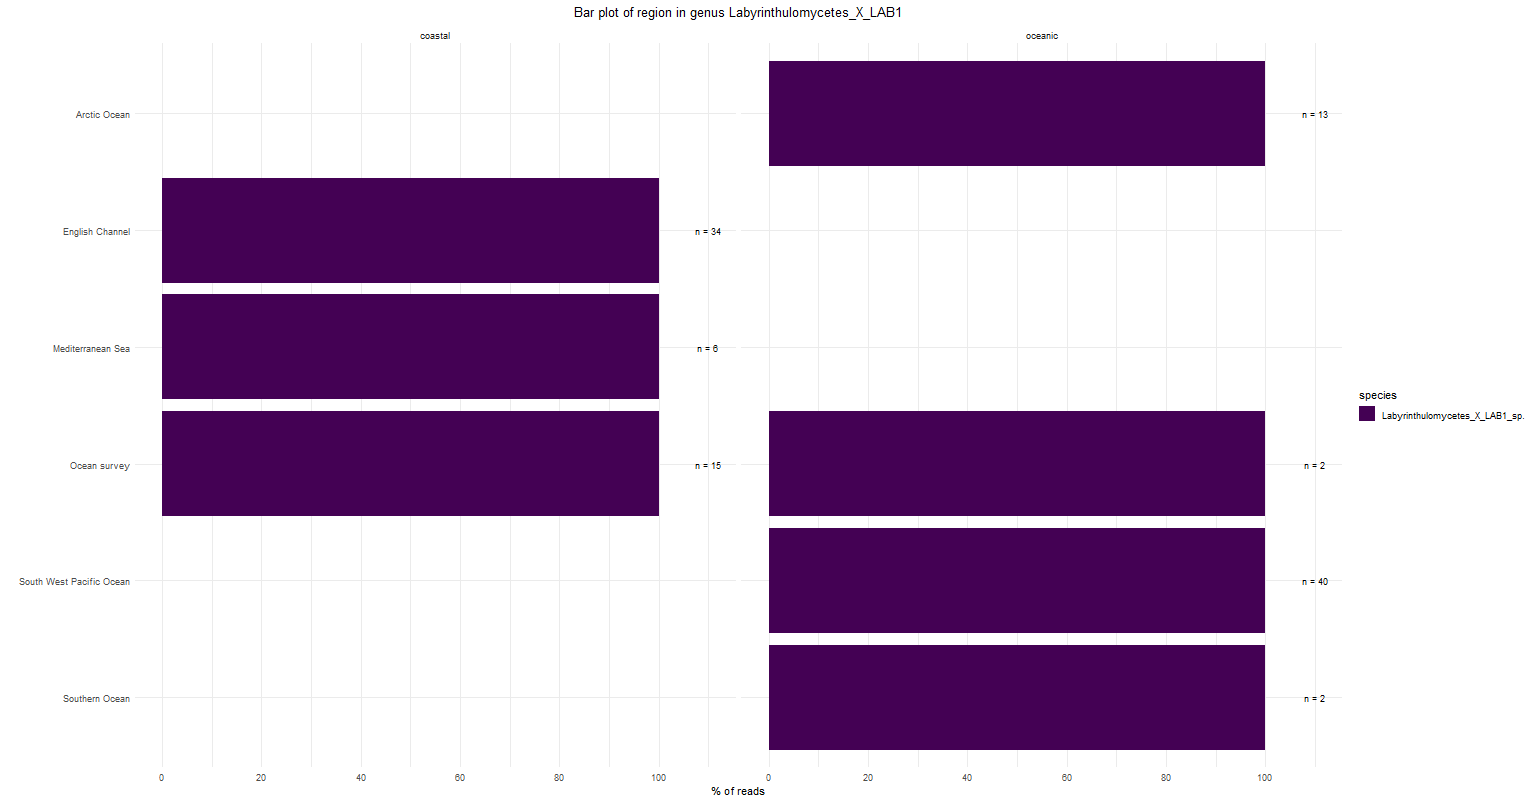 Bar plot of region in genus Labyrinthulomycetes_X_LAB1
coastal
oceanic
Arctic Ocean
n = 13
English Channel
n = 34
Mediterranean Sea
n = 6
Ocean survey
n = 15
n = 2
South West Pacific Ocean
n = 40
Southern Ocean
n = 2
0 20 40 60 80 100
0 20 40 60 80 100
% of reads
species
Labyrinthulomycetes_X_LAB1_sp.